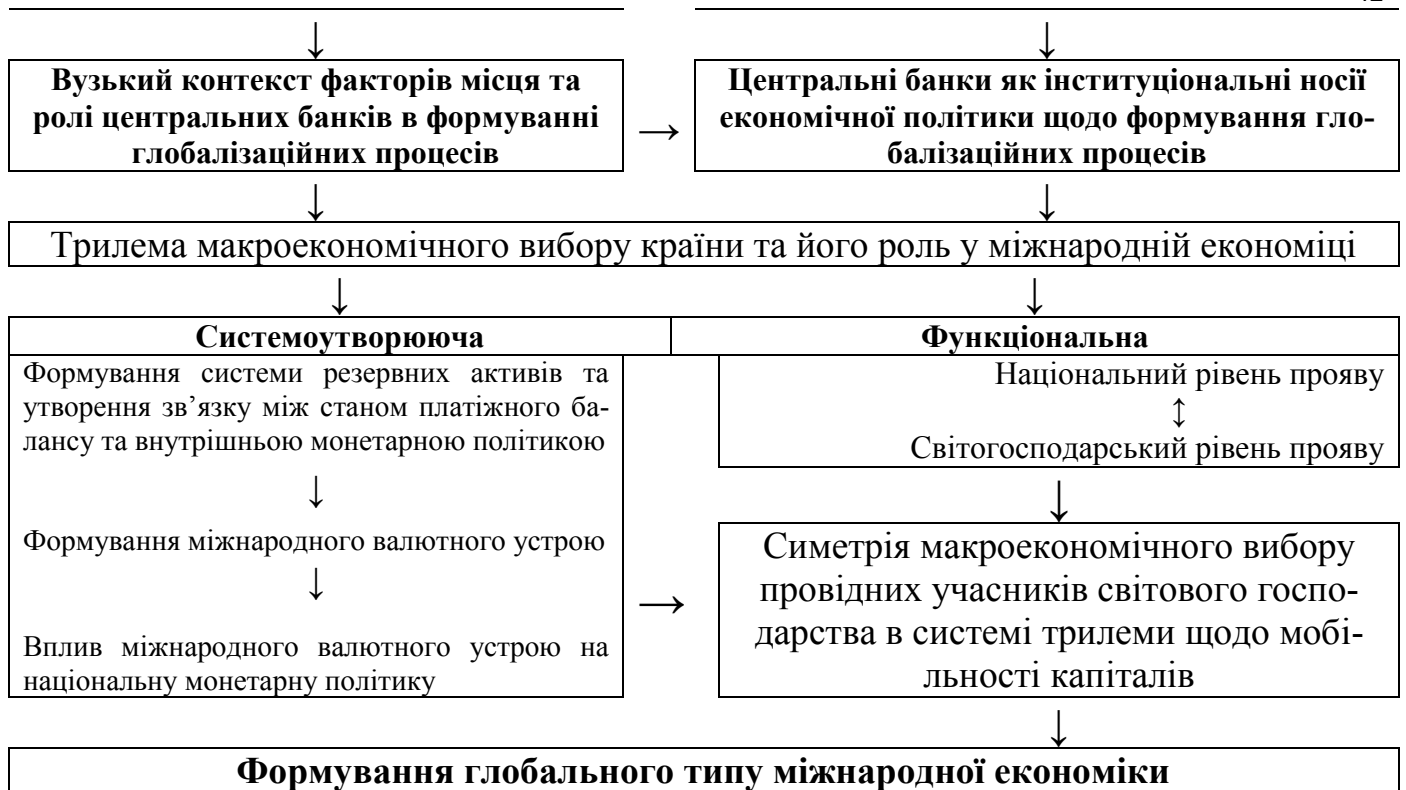 Вузький контекст факторів місця та
ролі центральних банків в формуванні
глобалізаційних процесів
→
Центральні банки як інституціональні носії
економічної політики щодо формування гло-
балізаційних процесів
Трилема макроекономічного вибору країни та його роль у міжнародній економіці
Системоутворююча
Функціональна
Формування системи резервних активів та
утворення зв’язку між станом платіжного ба-
лансу та внутрішньою монетарною політикою
↓
Формування міжнародного валютного устрою
↓
Вплив міжнародного валютного устрою на
національну монетарну політику
→
Національний рівень прояву
↕
Світогосподарський рівень прояву
↓
Симетрія макроекономічного вибору
провідних учасників світового госпо-
дарства в системі трилеми щодо мобі-
льності капіталів
↓
Формування глобального типу міжнародної економіки